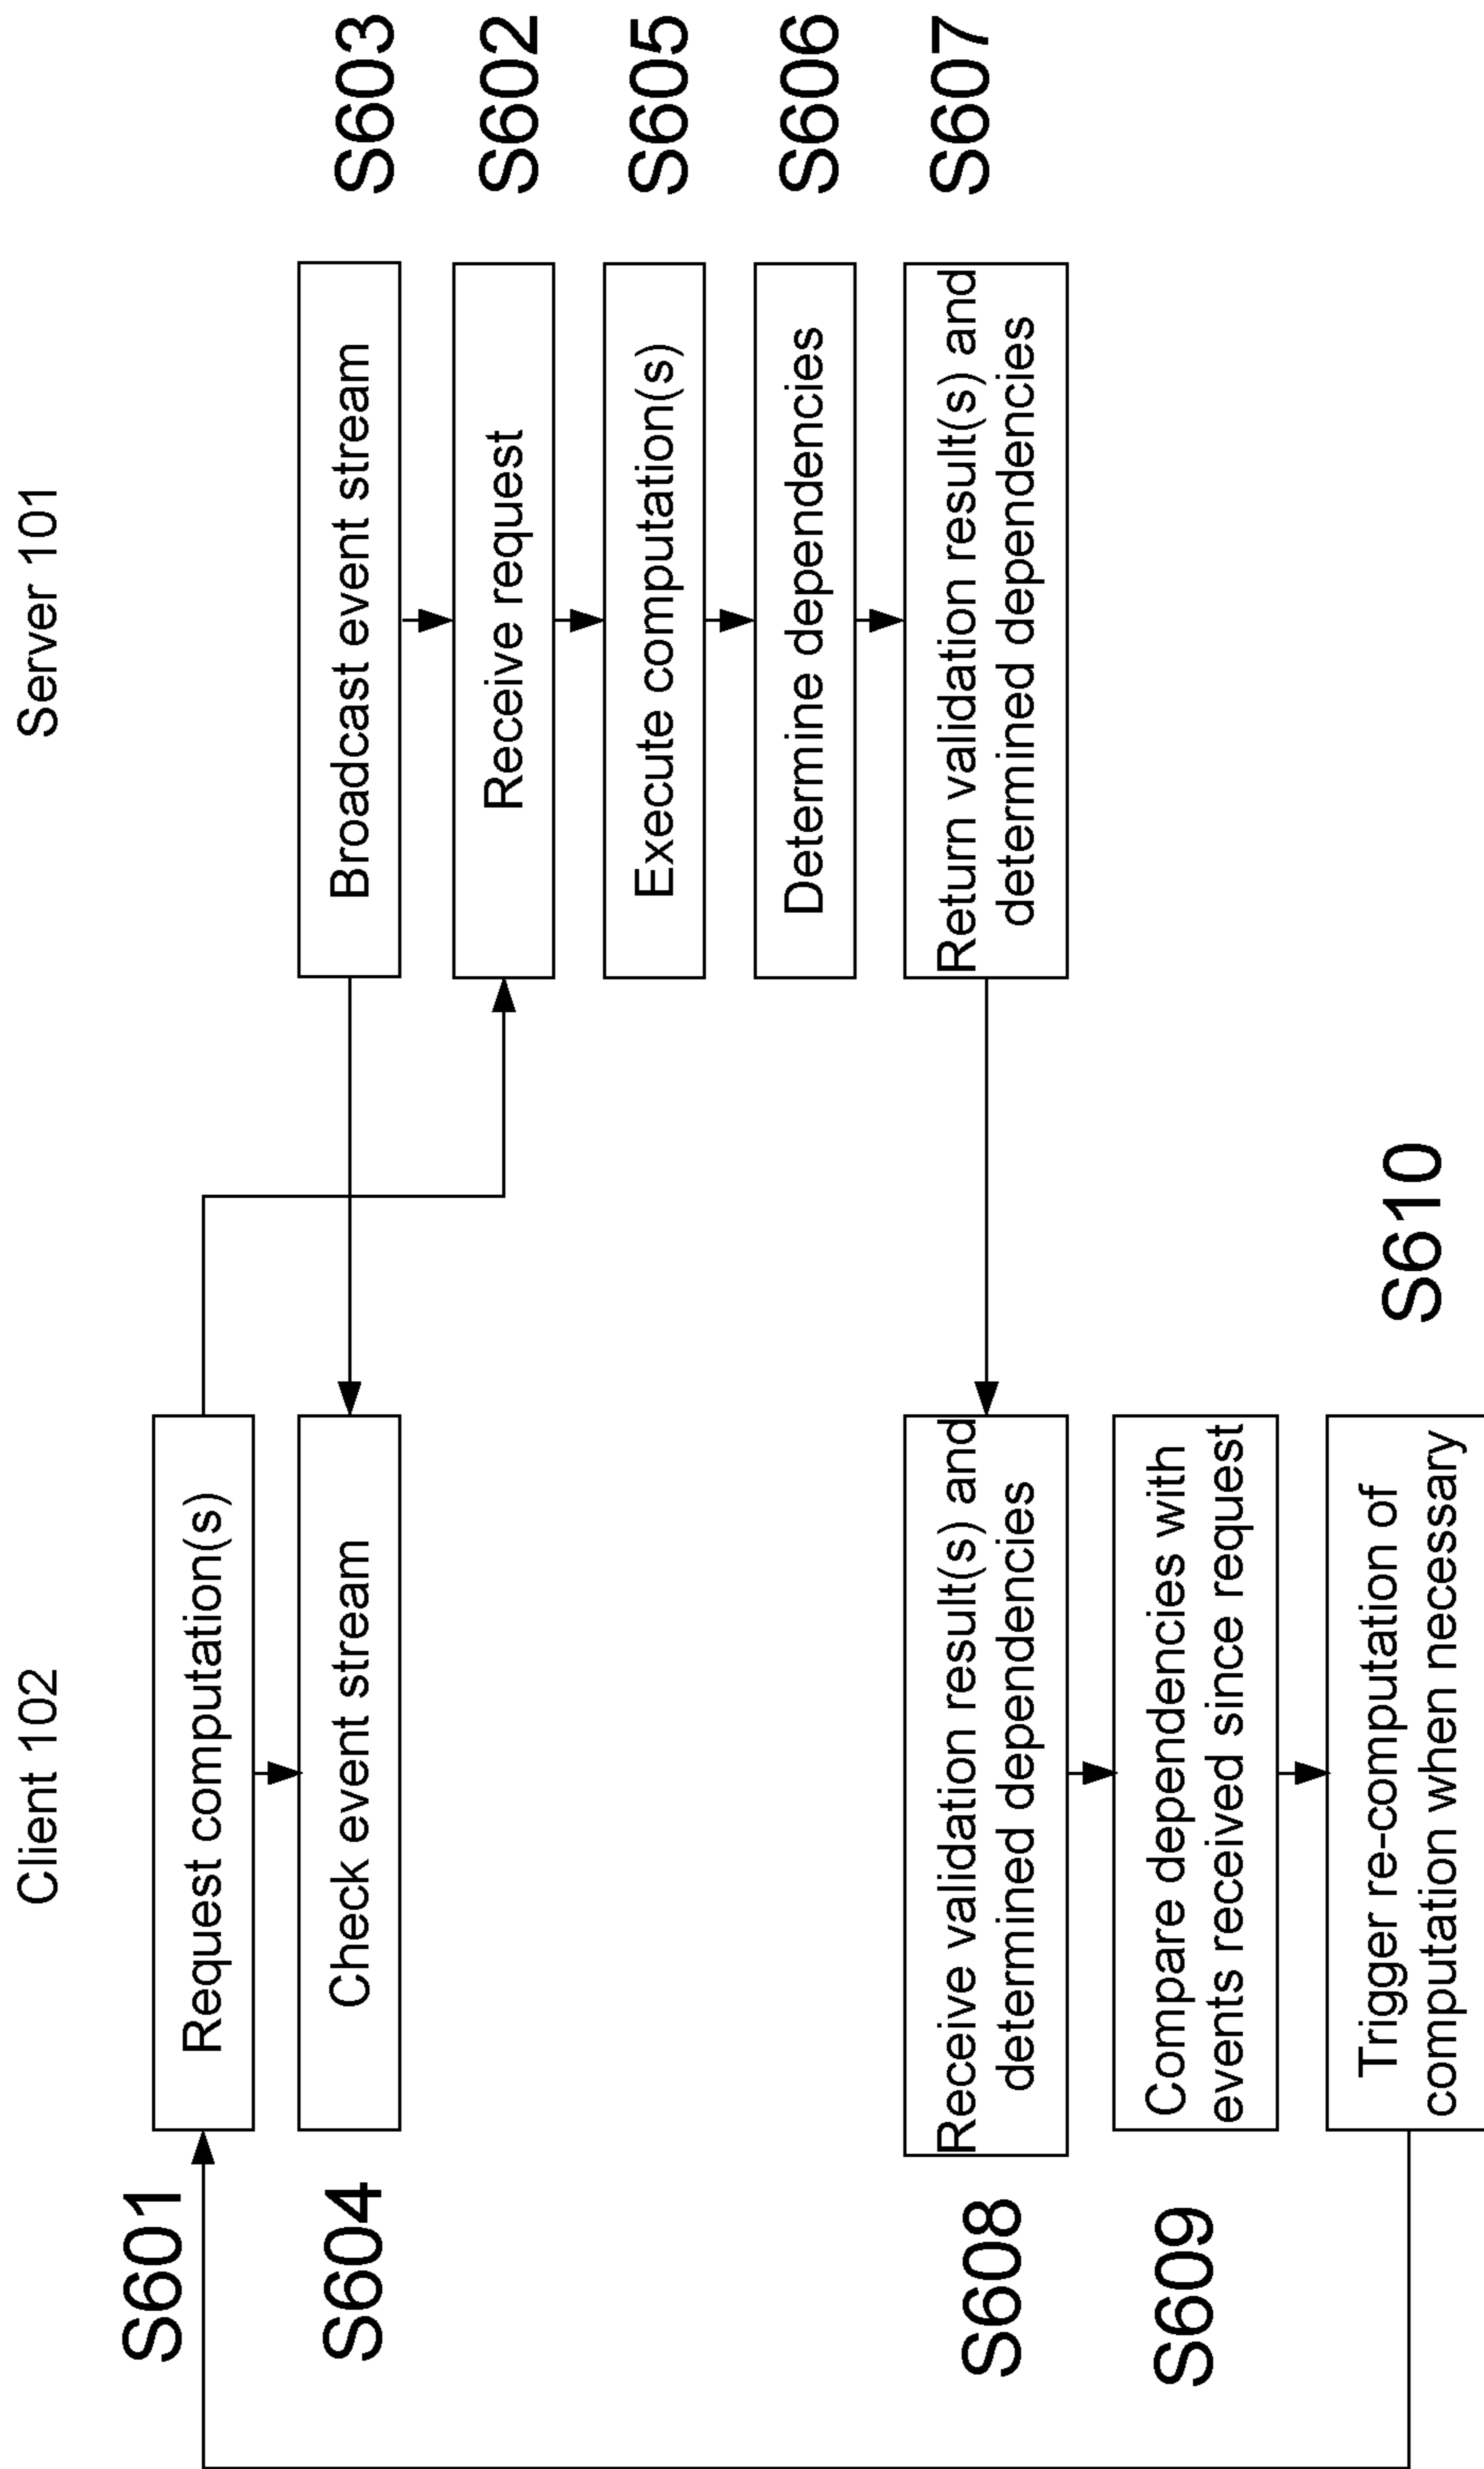 Client 102
Server 101
S601
Request computation(s)
S604
Check event stream
Broadcast event stream
S603
Receive request
S602
Execute computation(s)
S605
Determine dependencies
S606
Return validation result(s) and
determined dependencies
S607
S608
Receive validation result(s) and
determined dependencies
S609
Compare dependencies with
events received since request
Trigger re-computation of
computation when necessary
S610